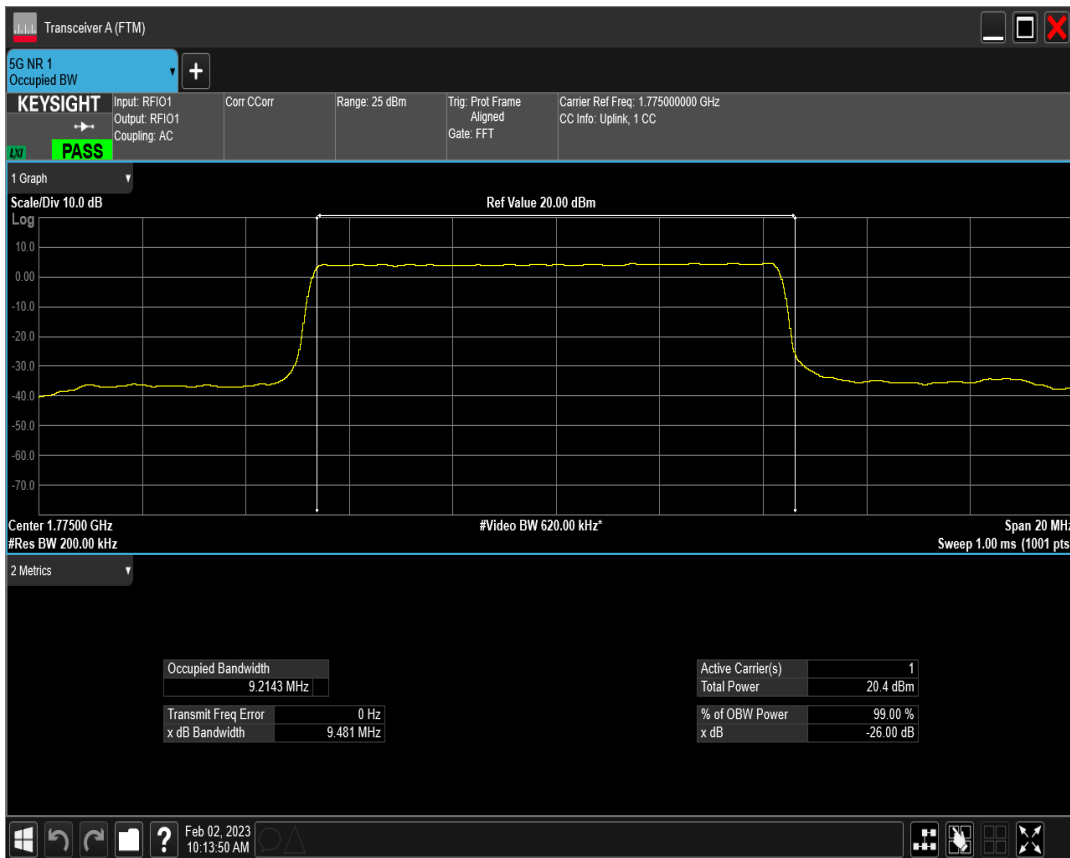 Transceiver A (FTM)
5G NR 1
Occupied BW
+
KEYSIGHT
LXI
PASS
Input: RFIO1
Output: RFIO1
Coupling: AC
Corr CCorr
Range: 25 dBm
Trig: Prot Frame
Aligned
Gate: FFT
Carrier Ref Freq: 1.775000000 GHz
CC Info: Uplink, 1 CC
1 Graph
Scale/Div 10.0 dB
Ref Value 20.00 dBm
Log
10.0
0.00
-10.0
-20.0
-30.0
-40.0
-50.0
-60.0
-70.0
Center 1.77500 GHz
#Video BW 620.00 kHz*
Span 20 MHz
#Res BW 200.00 kHz
Sweep 1.00 ms (1001 pts
2 Metrics
Occupied Bandwidth
9.2143 MHz
Transmit Freq Error 0 Hz
x dB Bandwidth 9.481 MHz
Active Carrier(s) 1
Total Power 20.4 dBm
% of OBW Power 99.00 %
x dB -26.00 dB
?
Feb 02, 2023
10:13:50 AM